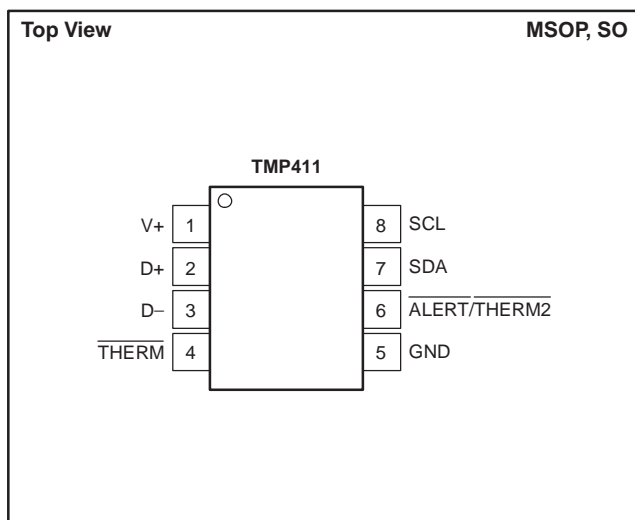 Top View MSOP, SO
TMP411
V+ 1 8 SCL
D+ 2 7 SDA
D− 3 6 ALERT/THERM2
THERM 4 5 GND